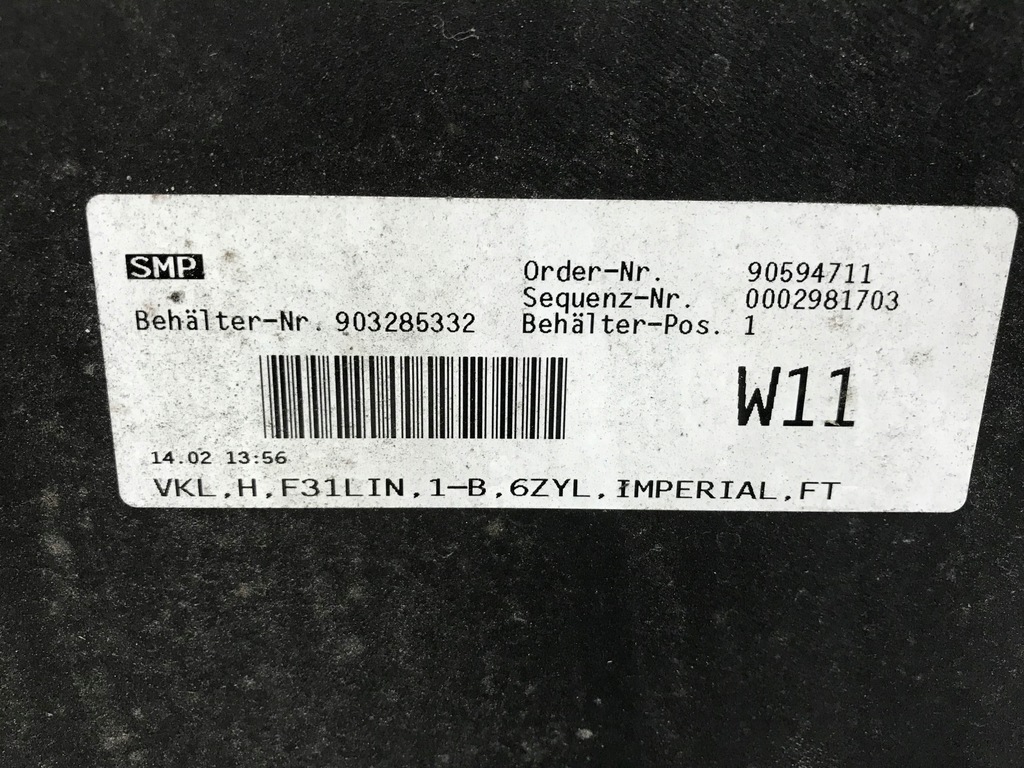 SMP
Order-Nr. 90594711
Sequenz-Nr. 0002981703
Behälter-Nr. 903285332 Behälter-Pos. 1
W11
14.02 13:56
VKL,H,F31LIN,1-B,6ZYL,IMPERIAL,FT